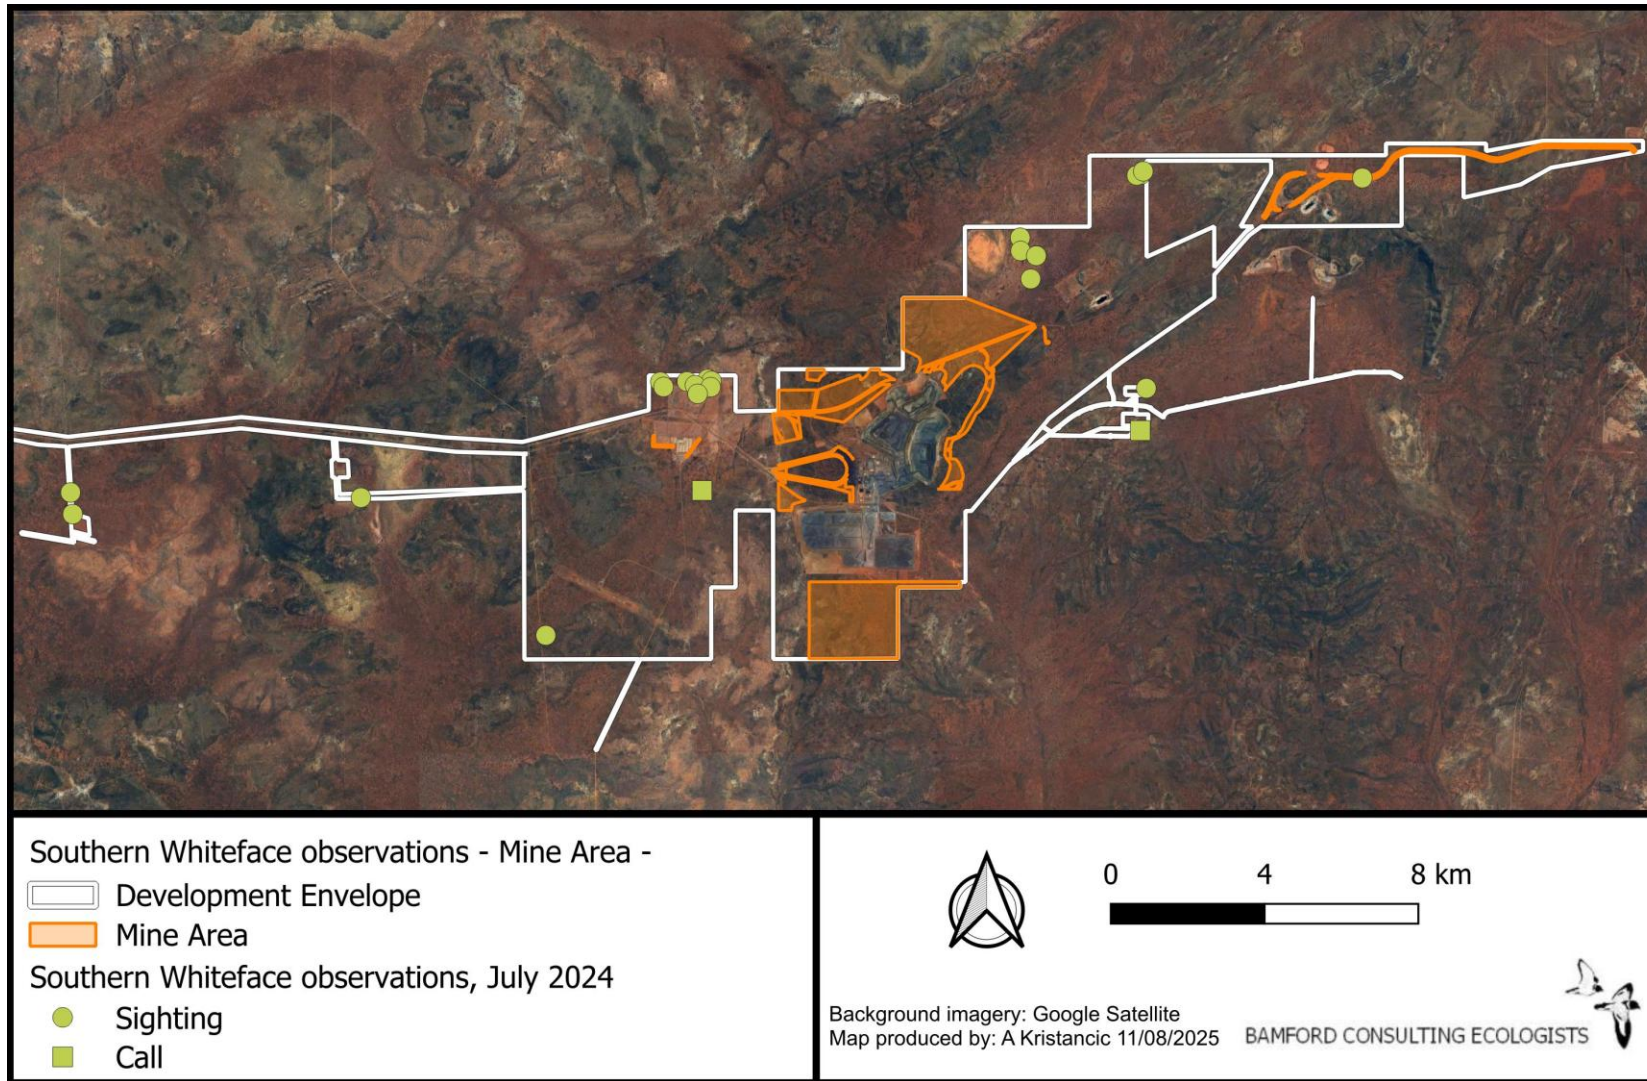 Southern Whiteface observations - Mine Area -
Development Envelope
Mine Area
Southern Whiteface observations, July 2024
Sighting
Call
0 4 8 km
Background imagery: Google Satellite
Map produced by: A Kristancic 11/08/2025
BAMFORD CONSULTING ECOLOGISTS